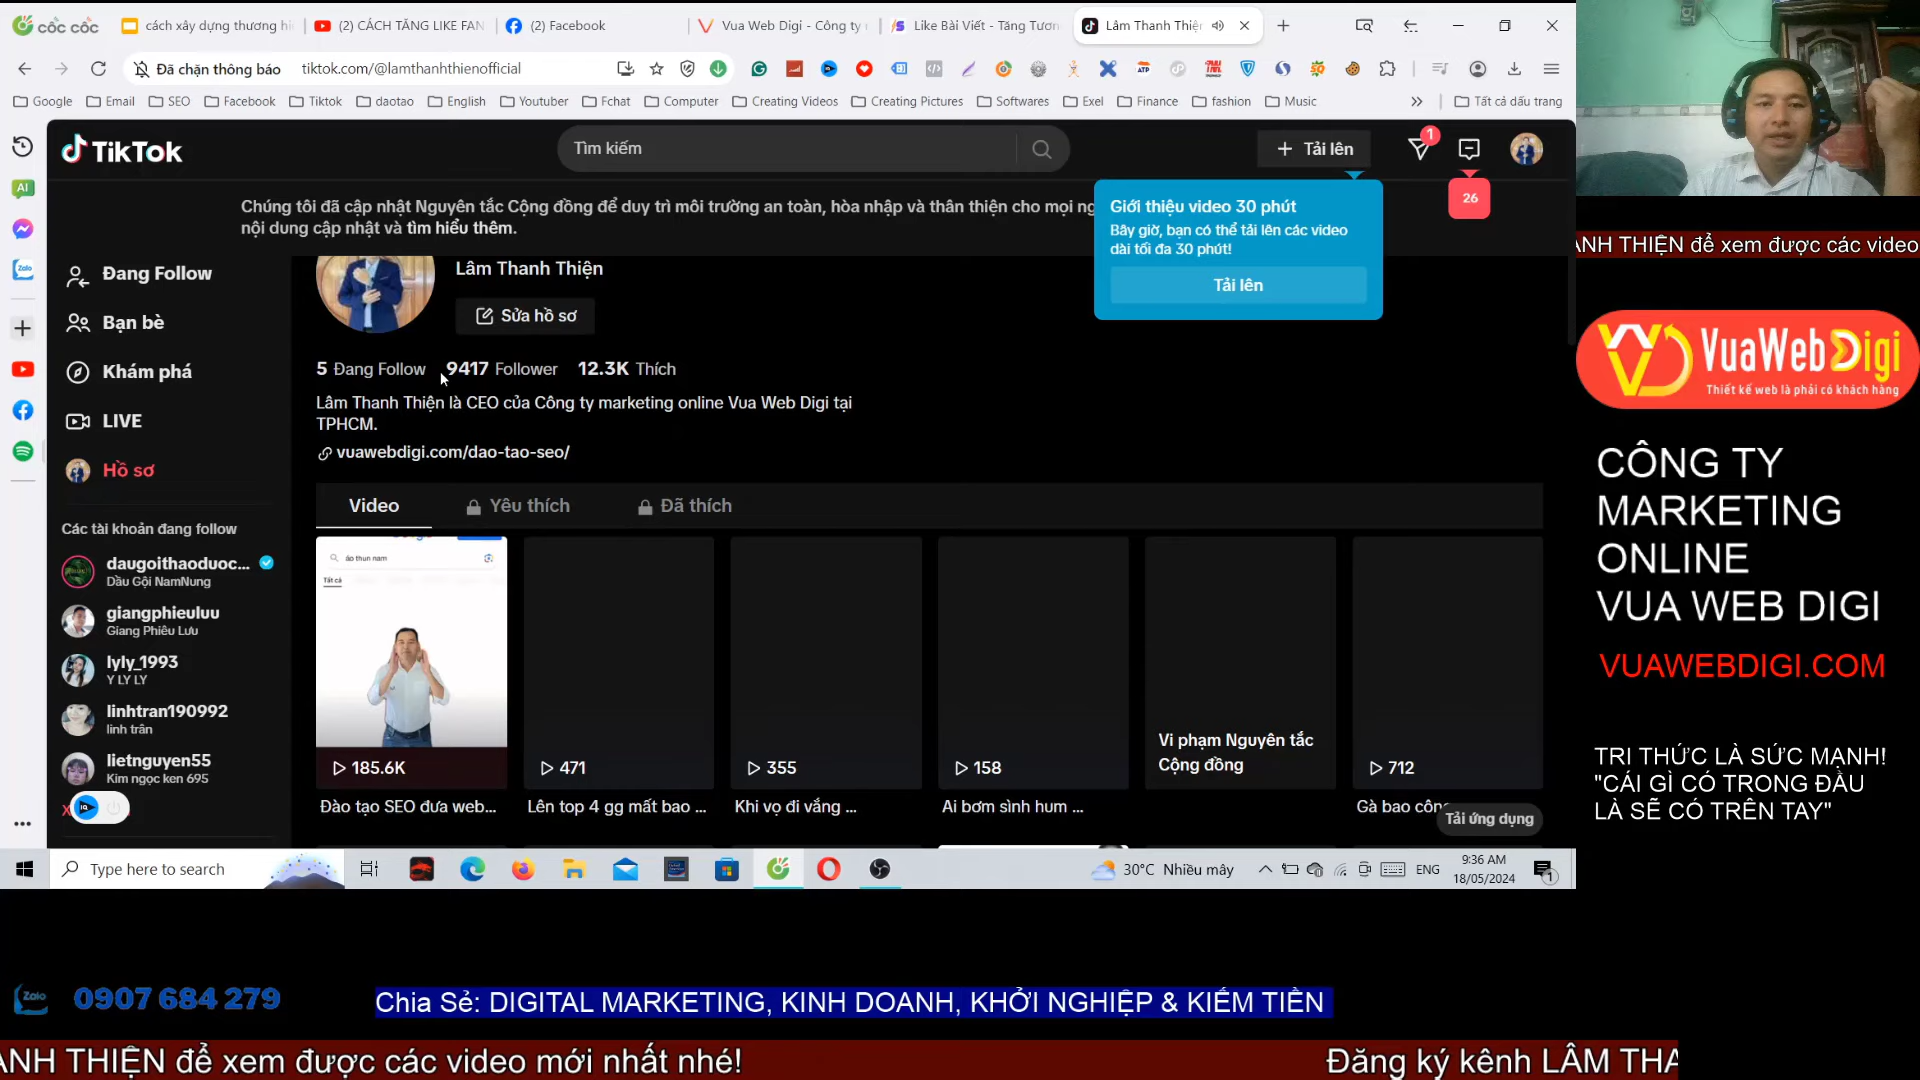 cốc cốc
cách xây dựng thương hi
(2) CÁCH TĂNG LIKE FAN
(2) Facebook
Vua Web Digi - Công ty
Like Bài Viết - Tăng Tươn
Lâm Thanh Thiện
Đã chặn thông báo
tiktok.com/@lamthanhthienofficial
Google
Email
SEO
Facebook
Tiktok
daotao
English
Youtuber
Fchat
Computer
Creating Videos
Creating Pictures
Softwares
Exel
Finance
fashion
Music
Tất cả dấu trang
TikTok
Tìm kiếm
Tải lên
1
26
Chúng tôi đã cập nhật Nguyên tắc Cộng đồng để duy trì môi trường an toàn, hòa nhập và thân thiện cho mọi ng
nội dung cập nhật và tìm hiểu thêm.
Giới thiệu video 30 phút
Bây giờ, bạn có thể tải lên các video
dài tối đa 30 phút!
Tải lên
Đang Follow
Bạn bè
Khám phá
LIVE
Hồ sơ
Các tài khoản đang follow
daugoithaoduoc...
Dầu Gội NamNung
giangphieuluu
Giang Phiêu Lưu
lyly_1993
Y LY LY
linhtran190992
linh trân
lietnguyen55
Kim ngọc ken 695
Lâm Thanh Thiện
Sửa hồ sơ
5 Đang Follow 9417 Follower 12.3K Thích
Lâm Thanh Thiện là CEO của Công ty marketing online Vua Web Digi tại
TPHCM.
vuawebdigi.com/dao-tao-seo/
Video
Yêu thích
Đã thích
áo thun nam
Tất cả
185.6K
471
355
158
Vi phạm Nguyên tắc
Cộng đồng
712
Đào tạo SEO đưa web...
Lên top 4 gg mất bao ...
Khi vợ đi vắng ...
Ai bơm sình hum ...
Gà bao côn
Tải ứng dụng
Type here to search
30°C Nhiều mây
ENG
9:36 AM
18/05/2024
1
ANH THIỆN để xem được các video
VuaWebDigi
Thiết kế web là phải có khách hàng
CÔNG TY
MARKETING
ONLINE
VUA WEB DIGI
VUAWEBDIGI.COM
TRI THỨC LÀ SỨC MẠNH!
"CÁI GÌ CÓ TRONG ĐẦU
LÀ SẼ CÓ TRÊN TAY"
Zalo
0907 684 279
Chia Sẻ: DIGITAL MARKETING, KINH DOANH, KHỞI NGHIỆP & KIẾM TIỀN
ANH THIỆN để xem được các video mới nhất nhé!
Đăng ký kênh LÂM THA